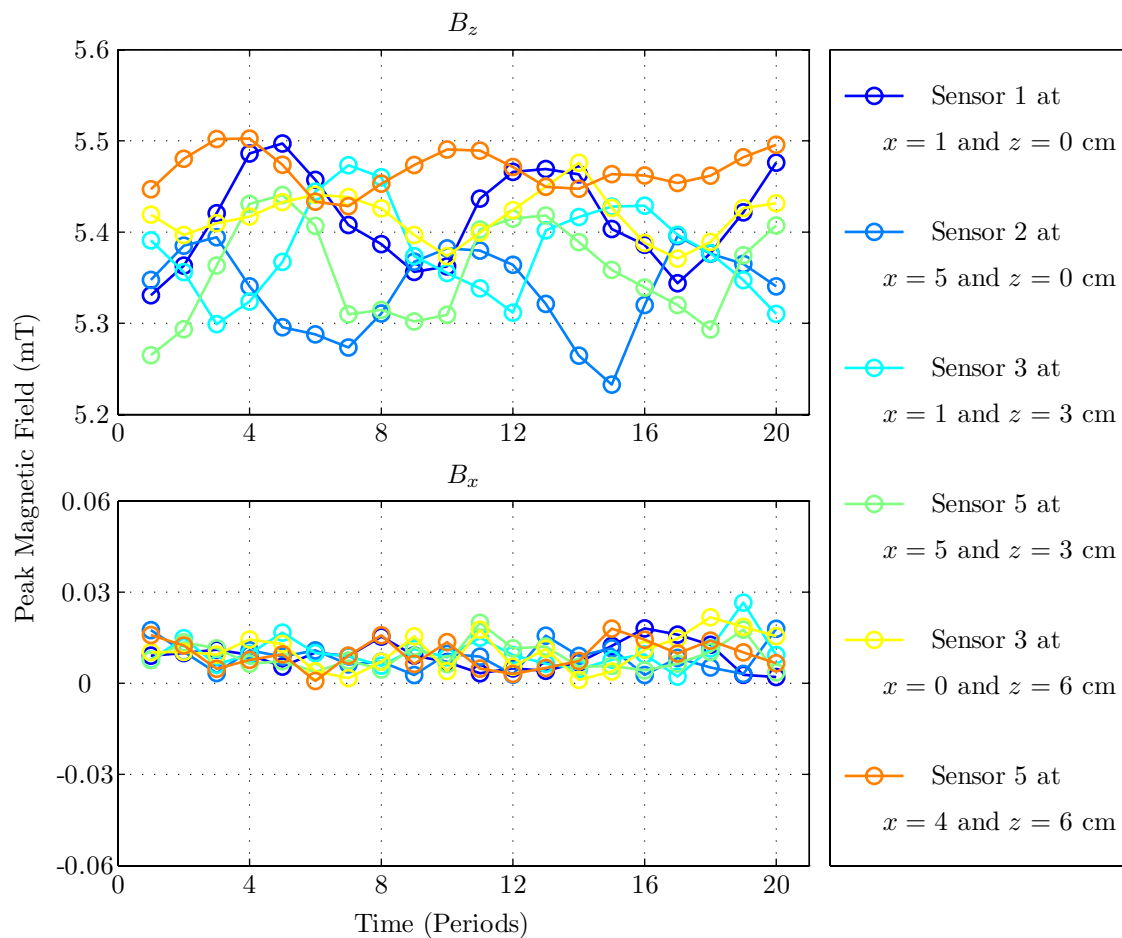 B_z
5.6
5.5
5.4
5.3
5.2
0
4
8
12
16
20
Peak Magnetic Field (mT)
B_x
0.06
0.03
0
-0.03
-0.06
0
4
8
12
16
20
Time (Periods)
Sensor 1 at
x = 1 and z = 0 cm
Sensor 2 at
x = 5 and z = 0 cm
Sensor 3 at
x = 1 and z = 3 cm
Sensor 5 at
x = 5 and z = 3 cm
Sensor 3 at
x = 0 and z = 6 cm
Sensor 5 at
x = 4 and z = 6 cm